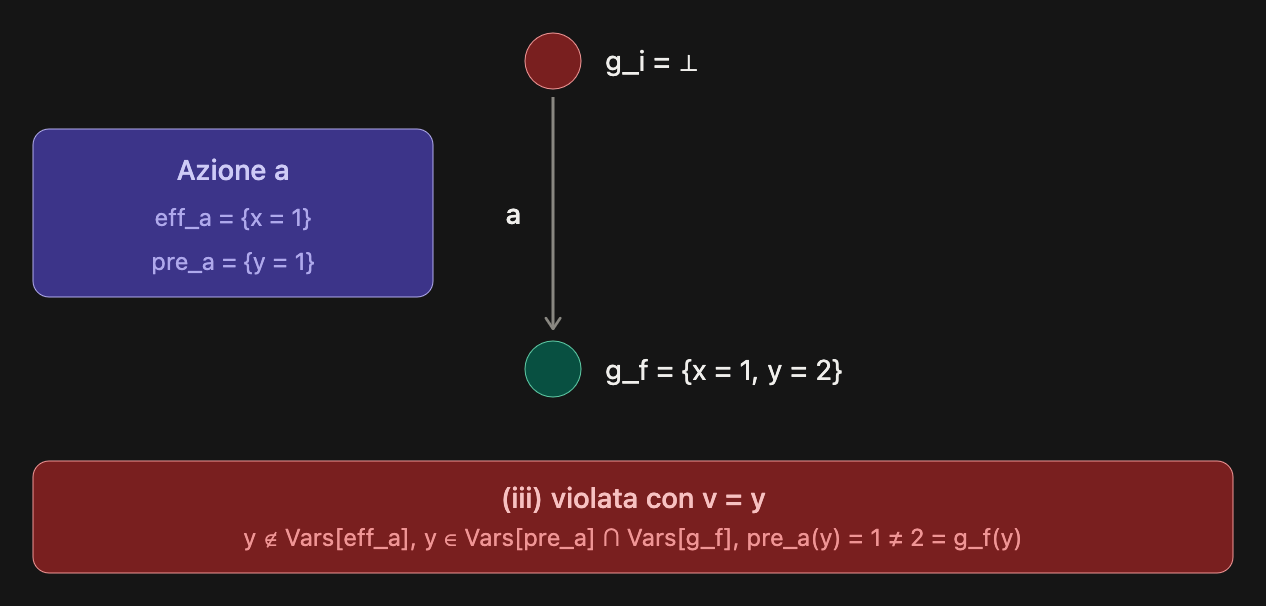 g_i = ⊥
Azione a
eff_a = {x = 1}
pre_a = {y = 1}
a
g_f = {x = 1, y = 2}
(iii) violata con v = y
y ∉ Vars[eff_a], y ∈ Vars[pre_a] ∩ Vars[g_f], pre_a(y) = 1 ≠ 2 = g_f(y)